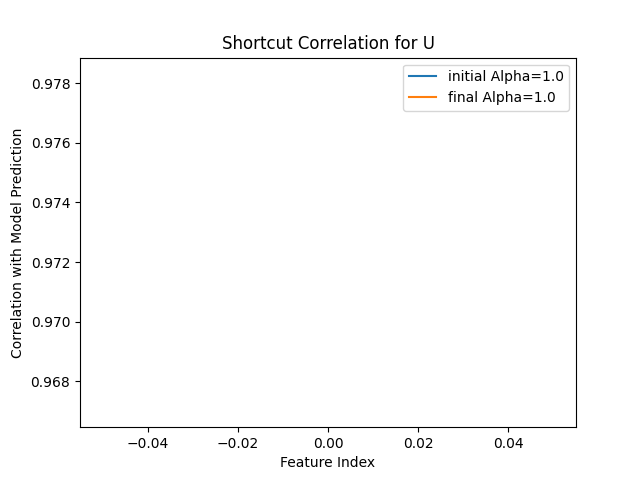 Shortcut Correlation for U
initial Alpha=1.0
final Alpha=1.0
Correlation with Model Prediction
0.978
0.976
0.974
0.972
0.970
0.968
−0.04
−0.02
0.00
0.02
0.04
Feature Index